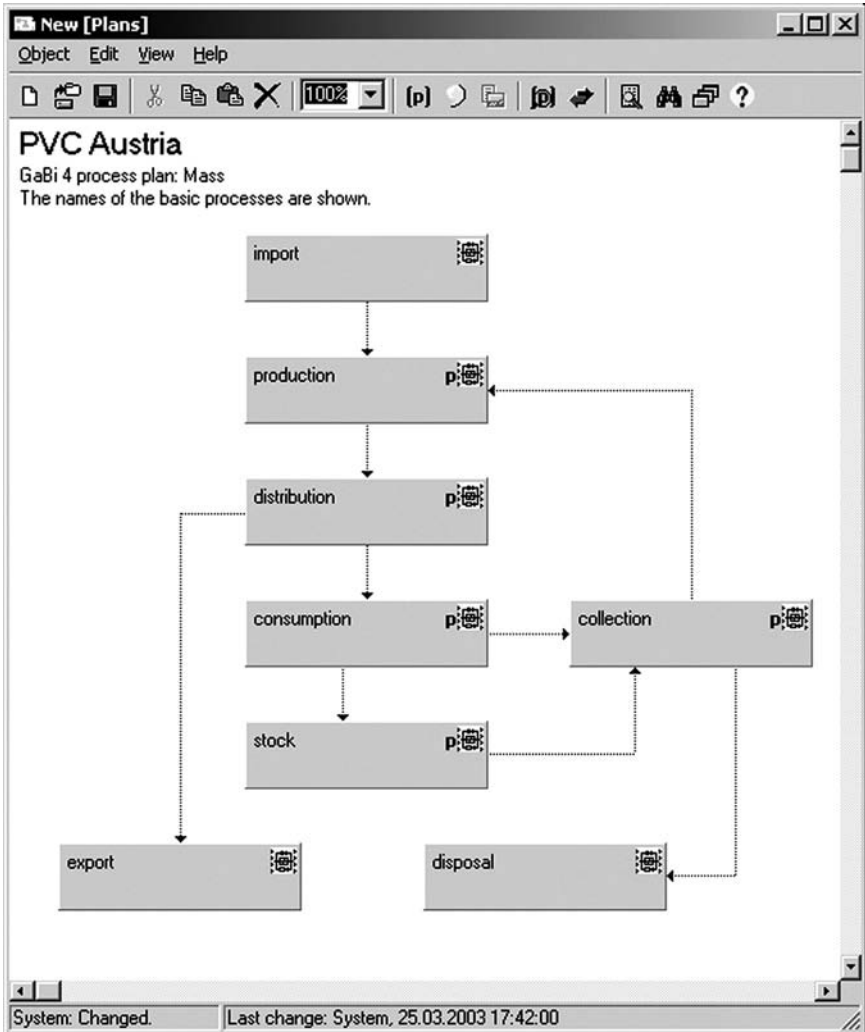 New [Plans]
Object Edit View Help
100% (p) (p) ?
PVC Austria
GaBi 4 process plan: Mass
The names of the basic processes are shown.
import
production p
distribution p
consumption p
collection p
stock p
export
disposal
System: Changed. Last change: System, 25.03.2003 17:42:00